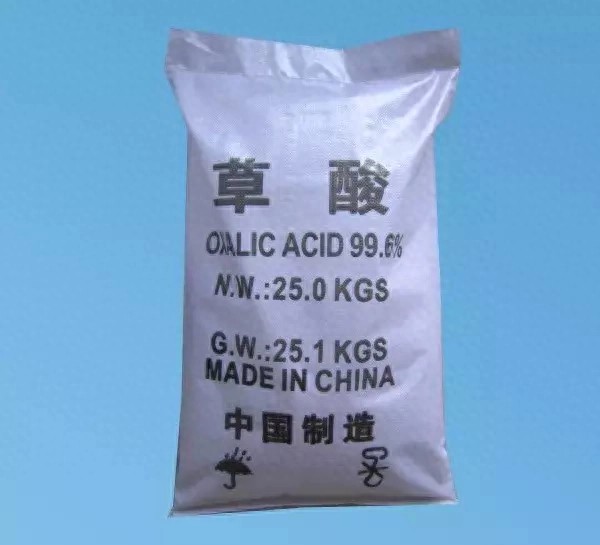 草酸
OXALIC ACID 99.6%
N.W.:25.0 KGS
G.W.:25.1 KGS
MADE IN CHINA
中国制造